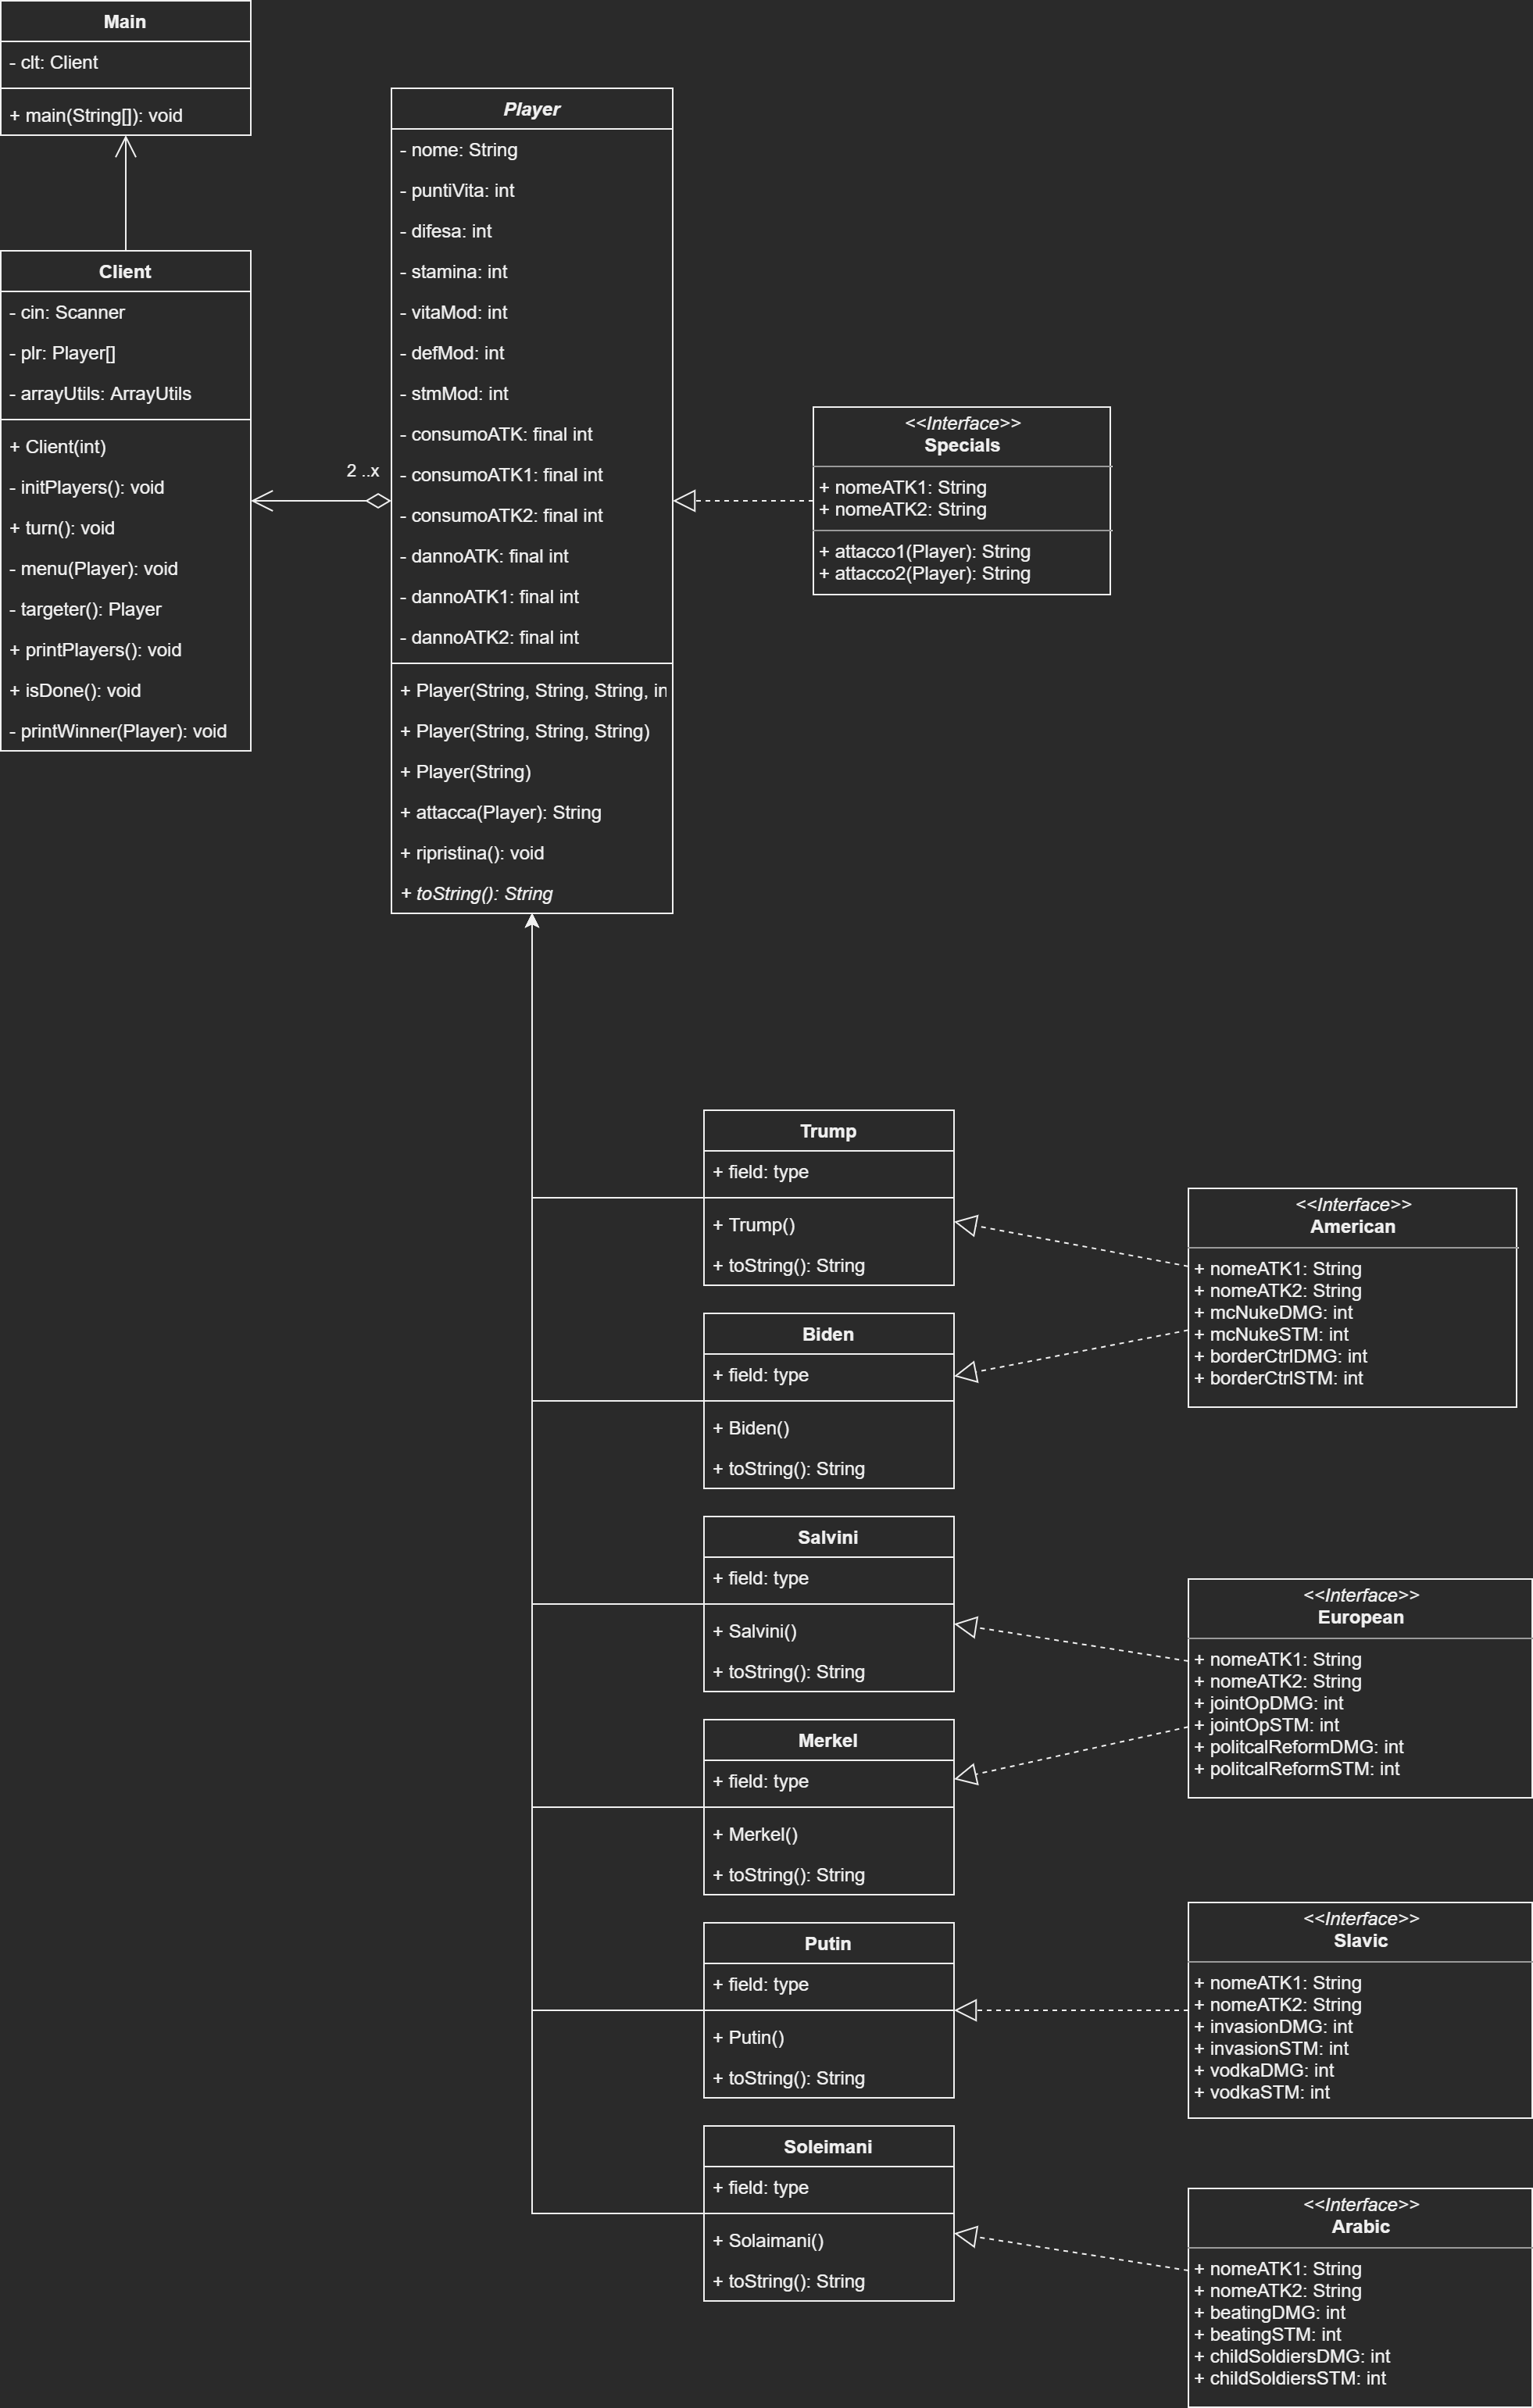 Main
- clt: Client
+ main(String[]): void
Client
- cin: Scanner
- plr: Player[]
- arrayUtils: ArrayUtils
+ Client(int)
- initPlayers(): void
+ turn(): void
- menu(Player): void
- targeter(): Player
+ printPlayers(): void
+ isDone(): void
- printWinner(Player): void
2 ..x
Player
- nome: String
- puntiVita: int
- difesa: int
- stamina: int
- vitaMod: int
- defMod: int
- stmMod: int
- consumoATK: final int
- consumoATK1: final int
- consumoATK2: final int
- dannoATK: final int
- dannoATK1: final int
- dannoATK2: final int
+ Player(String, String, String, in
+ Player(String, String, String)
+ Player(String)
+ attacca(Player): String
+ ripristina(): void
+ toString(): String
<<Interface>>
Specials
+ nomeATK1: String
+ nomeATK2: String
+ attacco1(Player): String
+ attacco2(Player): String
Trump
+ field: type
+ Trump()
+ toString(): String
Biden
+ field: type
+ Biden()
+ toString(): String
<<Interface>>
American
+ nomeATK1: String
+ nomeATK2: String
+ mcNukeDMG: int
+ mcNukeSTM: int
+ borderCtrlDMG: int
+ borderCtrlSTM: int
Salvini
+ field: type
+ Salvini()
+ toString(): String
Merkel
+ field: type
+ Merkel()
+ toString(): String
<<Interface>>
European
+ nomeATK1: String
+ nomeATK2: String
+ jointOpDMG: int
+ jointOpSTM: int
+ politcalReformDMG: int
+ politcalReformSTM: int
Putin
+ field: type
+ Putin()
+ toString(): String
<<Interface>>
Slavic
+ nomeATK1: String
+ nomeATK2: String
+ invasionDMG: int
+ invasionSTM: int
+ vodkaDMG: int
+ vodkaSTM: int
Soleimani
+ field: type
+ Solaimani()
+ toString(): String
<<Interface>>
Arabic
+ nomeATK1: String
+ nomeATK2: String
+ beatingDMG: int
+ beatingSTM: int
+ childSoldiersDMG: int
+ childSoldiersSTM: int